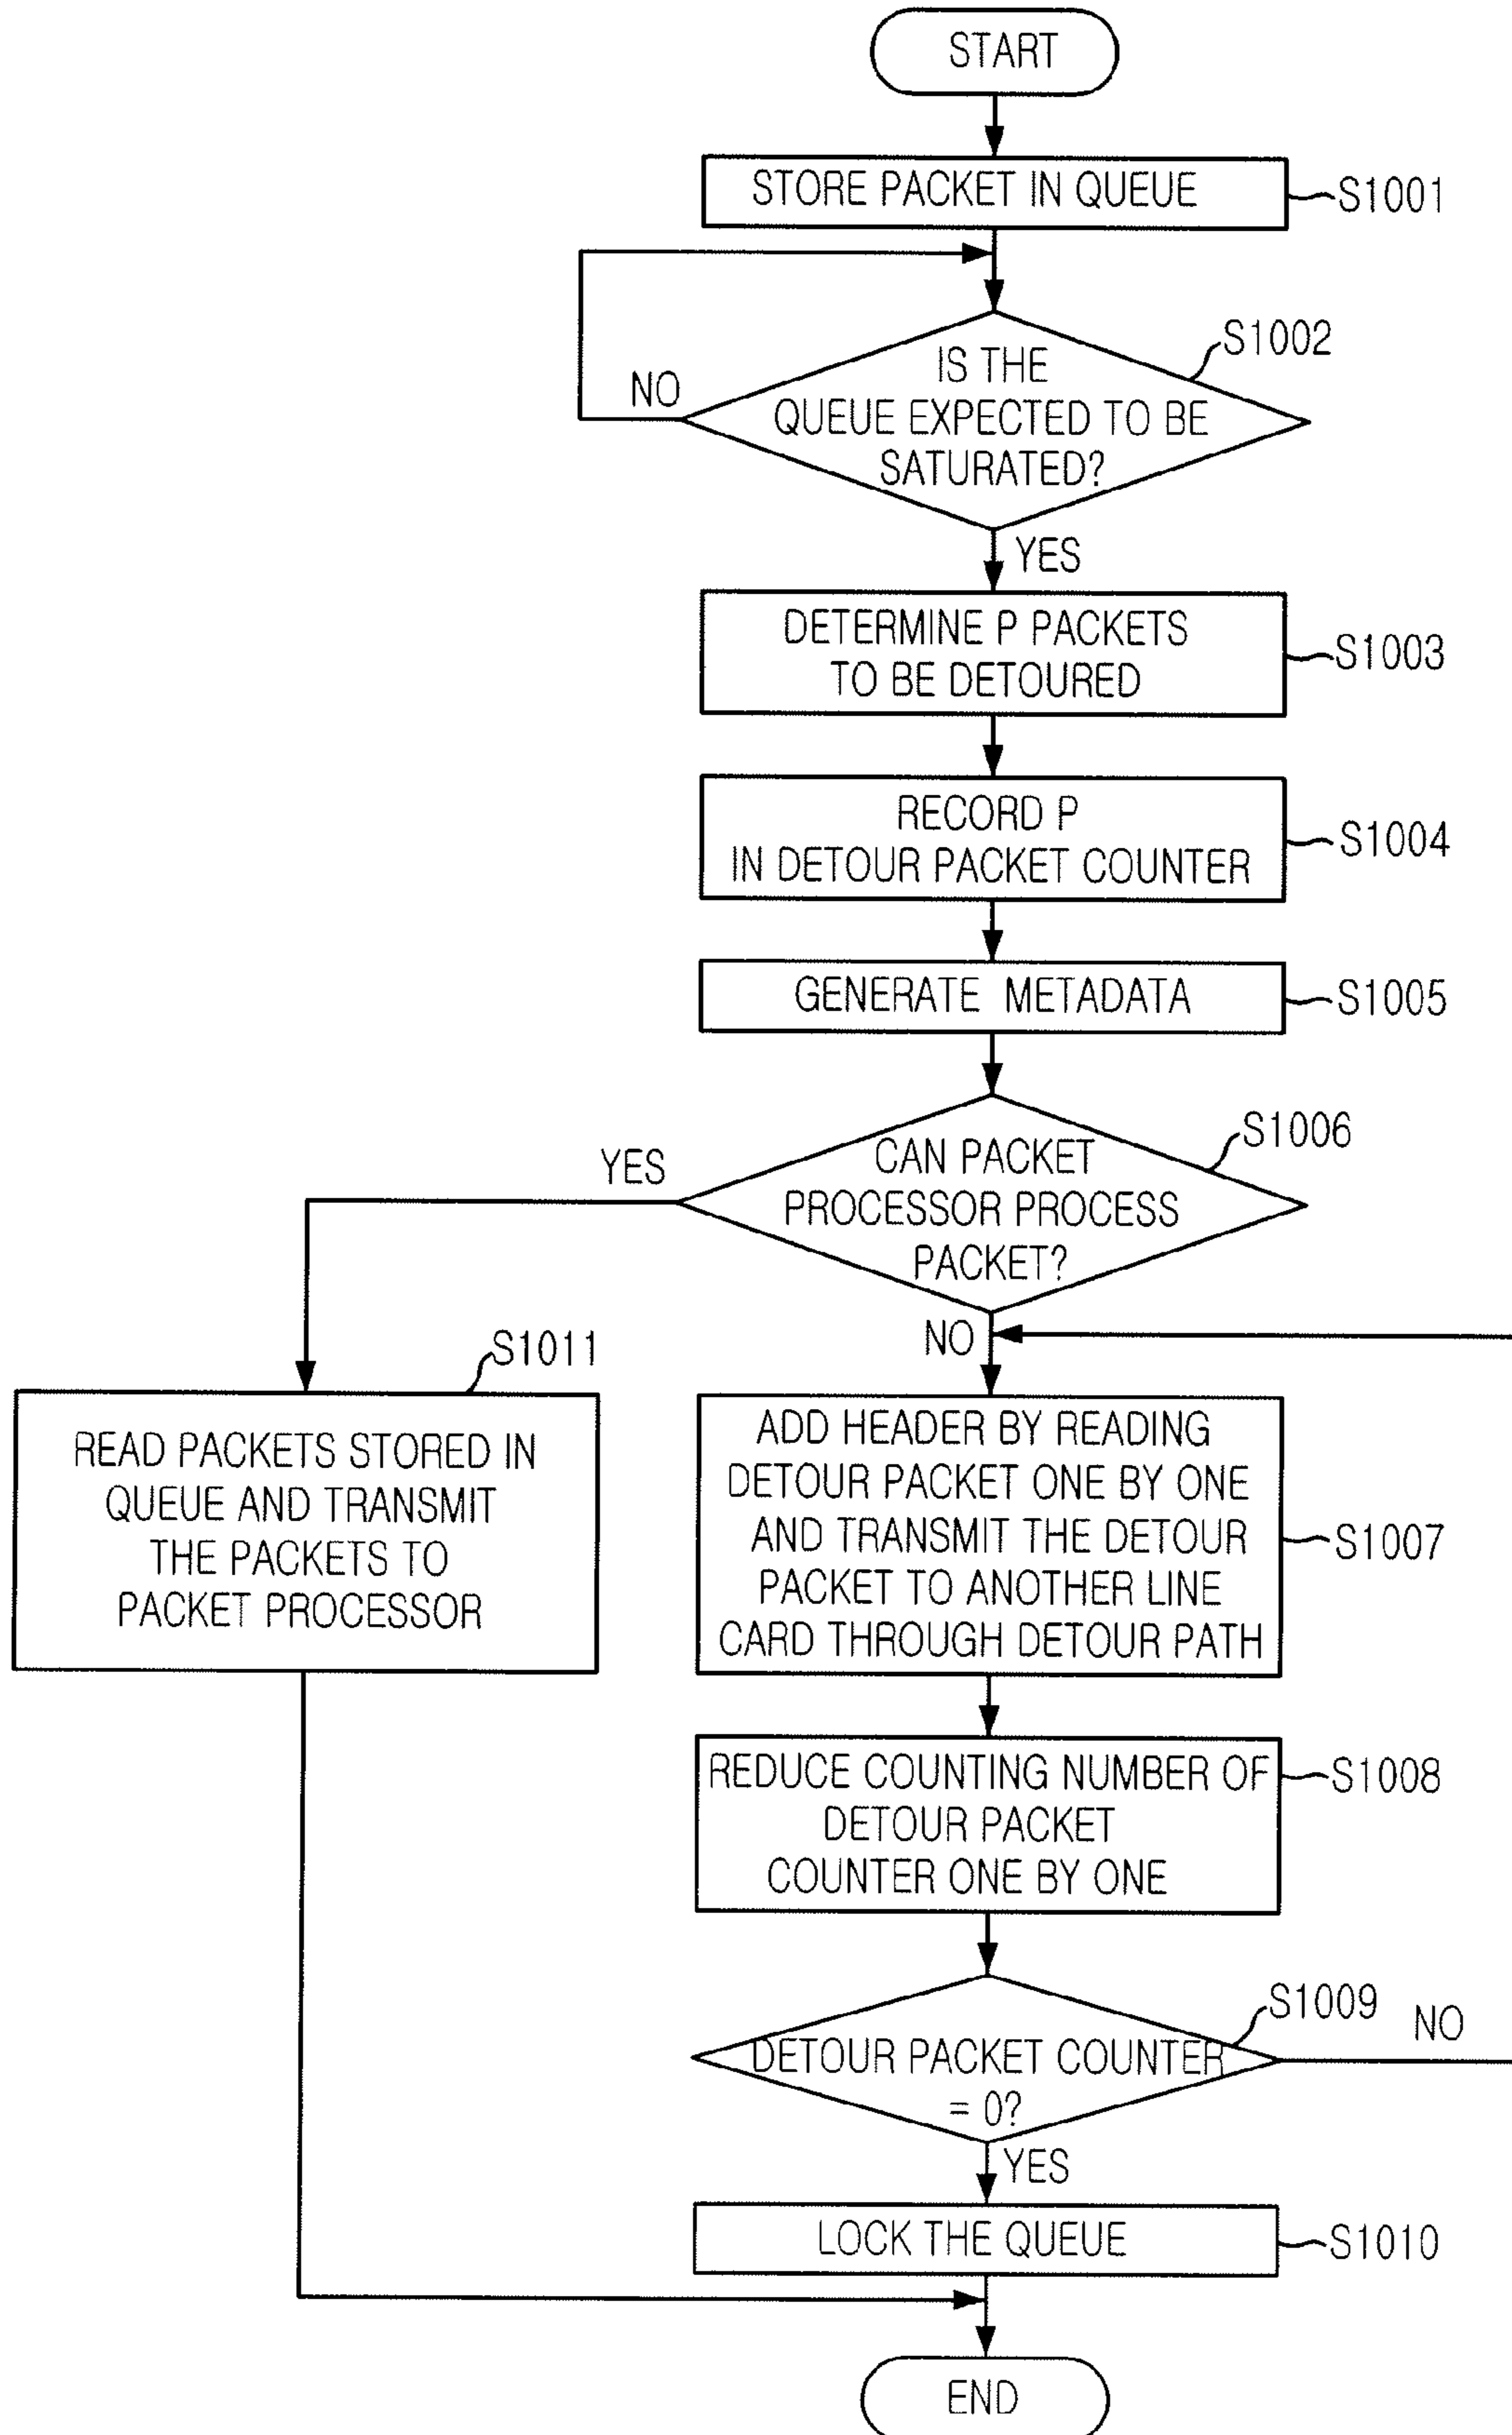 START
STORE PACKET IN QUEUE
S1001
S1002
IS THE
QUEUE EXPECTED TO BE
SATURATED?
NO
YES
DETERMINE P PACKETS
TO BE DETOURED
S1003
RECORD P
IN DETOUR PACKET COUNTER
S1004
GENERATE METADATA
S1005
S1006
CAN PACKET
PROCESSOR PROCESS
PACKET?
YES
NO
S1011
READ PACKETS STORED IN
QUEUE AND TRANSMIT
THE PACKETS TO
PACKET PROCESSOR
ADD HEADER BY READING
DETOUR PACKET ONE BY ONE
AND TRANSMIT THE DETOUR
PACKET TO ANOTHER LINE
CARD THROUGH DETOUR PATH
S1007
REDUCE COUNTING NUMBER OF
DETOUR PACKET
COUNTER ONE BY ONE
S1008
S1009
NO
DETOUR PACKET COUNTER
= 0?
YES
LOCK THE QUEUE
S1010
END